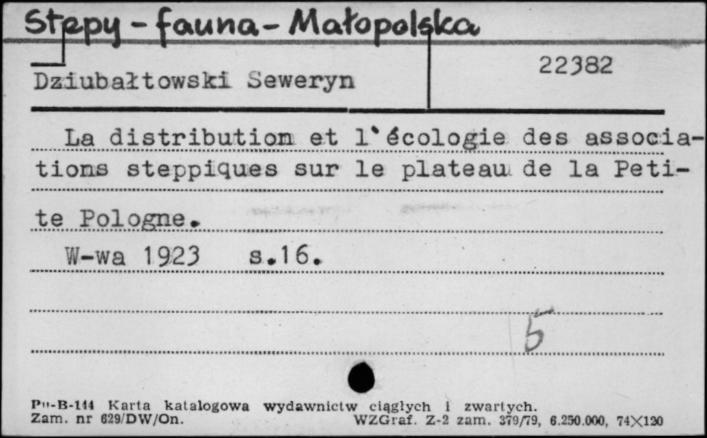 Stepy - fauna - Małopolska
Dziubałtowski Seweryn
22382
La distribution et l'écologie des associa-
tions steppiques sur le plateau de la Peti-
te Pologne.
W-wa 1923 s.16.
5
Pu-B-144 Karta katalogowa wydawnictw ciągłych i zwartych.
Zam. nr 629/DW/On. WZGraf. Z-2 zam. 379/79, 6.250.000, 74X120